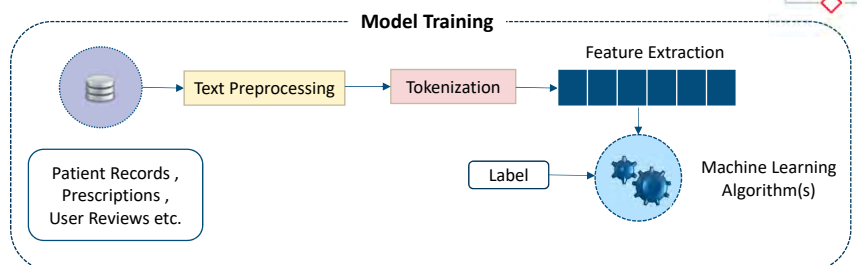 Model Training
Feature Extraction
Text Preprocessing
Tokenization
Patient Records ,
Prescriptions ,
User Reviews etc.
Label
Machine Learning
Algorithm(s)